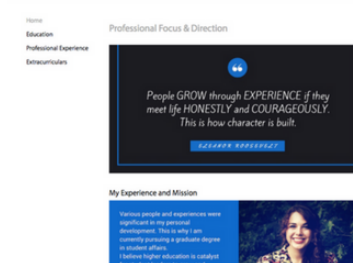 Home
Education
Professional Experience
Extracurriculars
Professional Focus & Direction
People GROW through EXPERIENCE if they
meet life HONESTLY and COURAGEOUSLY.
This is how character is built.
ELEANOR ROOSEVELT
My Experience and Mission
Various people and experiences were
significant in my personal
development. This is why I am
currently pursuing a graduate degree
in student affairs.
I believe higher education is catalyst